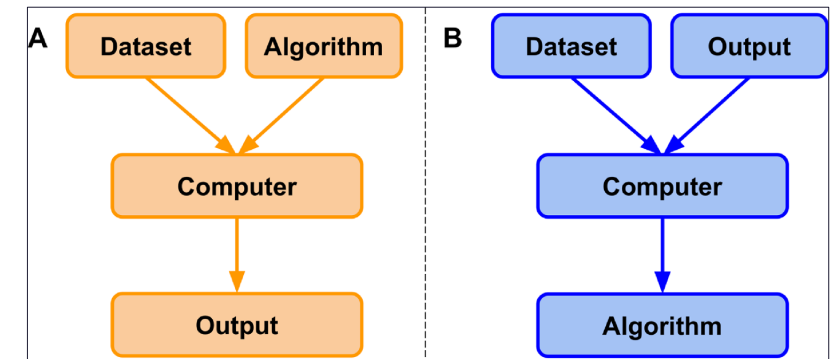 A
Dataset
Algorithm
Computer
Output
B
Dataset
Output
Computer
Algorithm